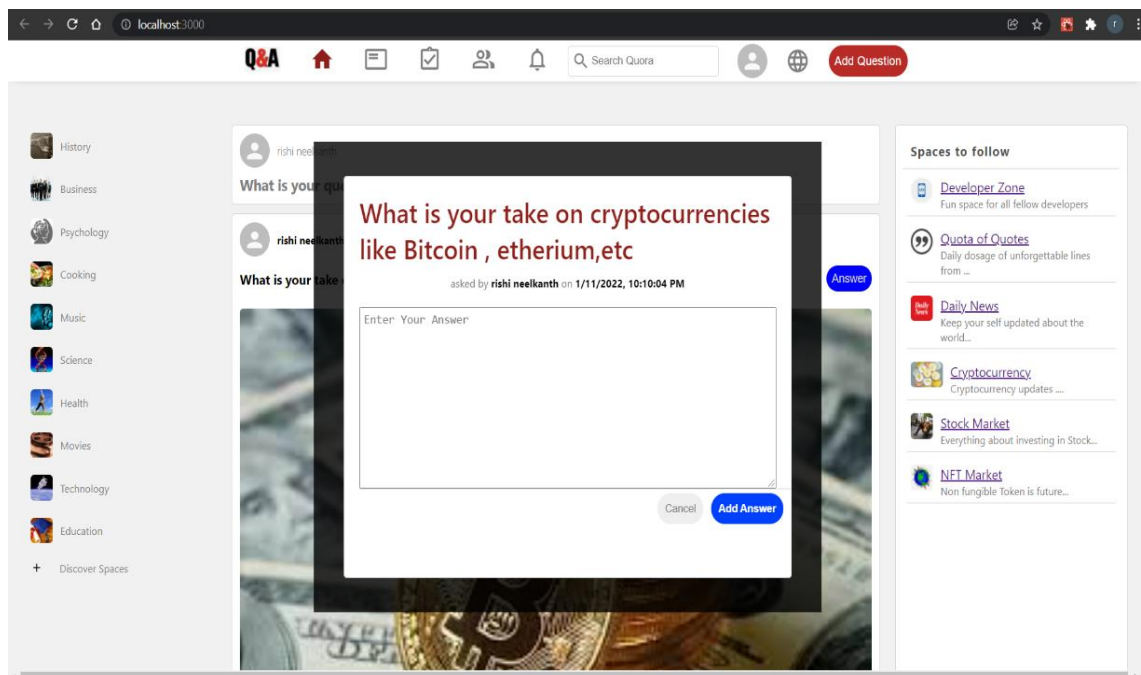 localhost:3000
Q&A
Search Quora
Add Question
History
Business
Psychology
Cooking
Music
Science
Health
Movies
Technology
Education
+ Discover Spaces
rishi neelkanth
What is your que
rishi neelkanth
What is your take
Answer
What is your take on cryptocurrencies
like Bitcoin , etherium,etc
asked by rishi neelkanth on 1/11/2022, 10:10:04 PM
Enter Your Answer
Cancel
Add Answer
Spaces to follow
Developer Zone
Fun space for all fellow developers
Quota of Quotes
Daily dosage of unforgettable lines
from ...
Daily News
Keep your self updated about the
world...
Cryptocurrency
Cryptocurrency updates ....
Stock Market
Everything about investing in Stock...
NFT Market
Non fungible Token is future...